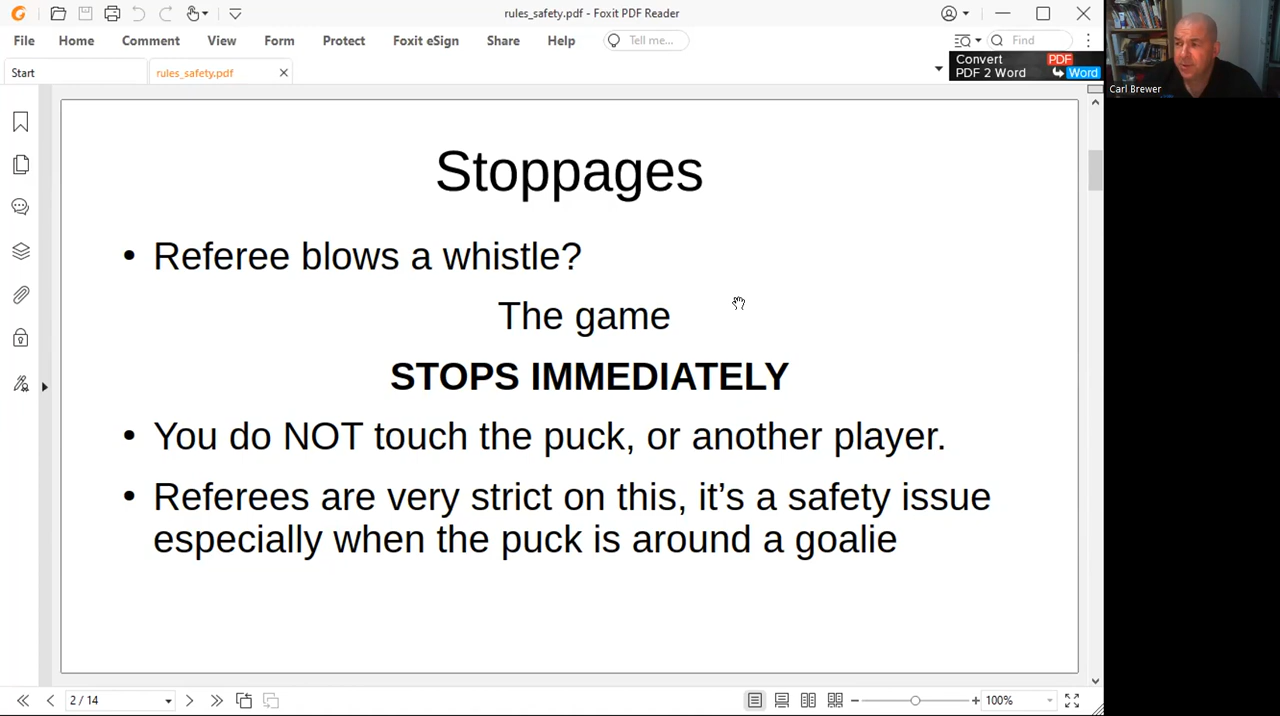 rules_safety.pdf - Foxit PDF Reader
File Home Comment View Form Protect Foxit eSign Share Help Tell me... Find
Start rules_safety.pdf
Convert PDF
PDF 2 Word Word
Carl Brewer
Stoppages
• Referee blows a whistle?
The game
STOPS IMMEDIATELY
• You do NOT touch the puck, or another player.
• Referees are very strict on this, it’s a safety issue
especially when the puck is around a goalie
2 / 14 100%